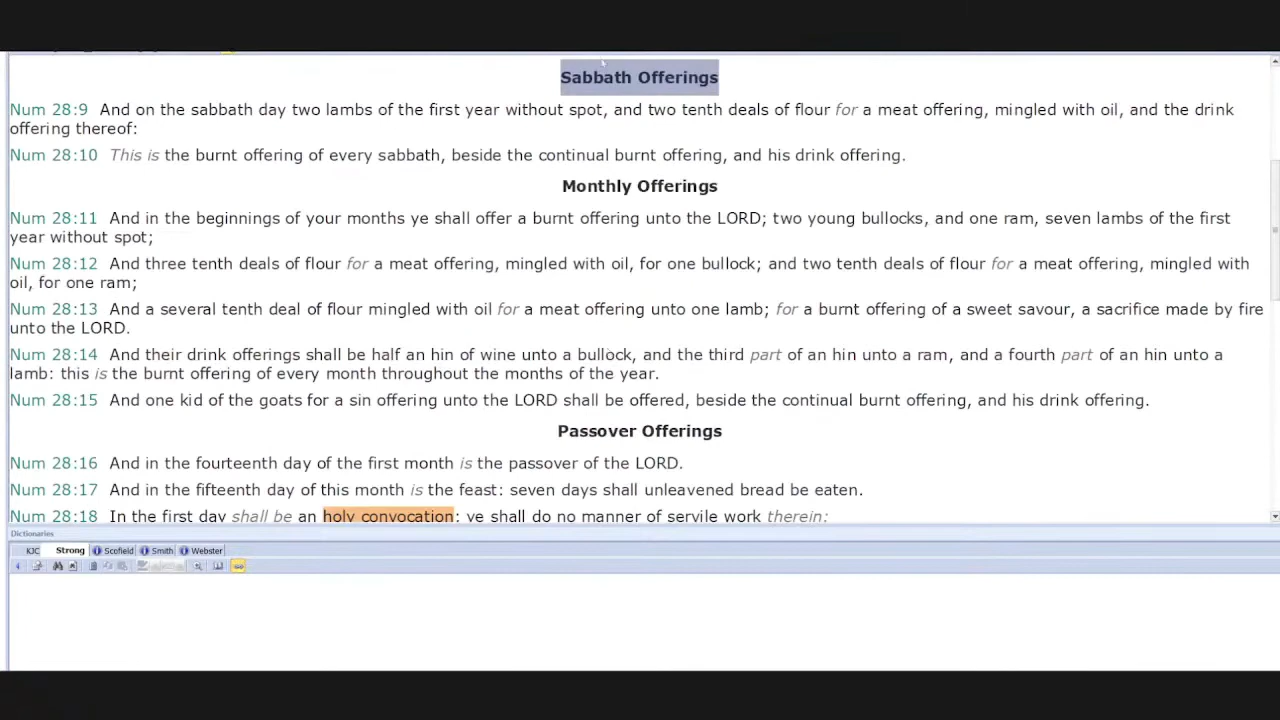 Sabbath Offerings
Num 28:9 And on the sabbath day two lambs of the first year without spot, and two tenth deals of flour for a meat offering, mingled with oil, and the drink
offering thereof:
Num 28:10 This is the burnt offering of every sabbath, beside the continual burnt offering, and his drink offering.
Monthly Offerings
Num 28:11 And in the beginnings of your months ye shall offer a burnt offering unto the LORD; two young bullocks, and one ram, seven lambs of the first
year without spot;
Num 28:12 And three tenth deals of flour for a meat offering, mingled with oil, for one bullock; and two tenth deals of flour for a meat offering, mingled with
oil, for one ram;
Num 28:13 And a several tenth deal of flour mingled with oil for a meat offering unto one lamb; for a burnt offering of a sweet savour, a sacrifice made by fire
unto the LORD.
Num 28:14 And their drink offerings shall be half an hin of wine unto a bullock, and the third part of an hin unto a ram, and a fourth part of an hin unto a
lamb: this is the burnt offering of every month throughout the months of the year.
Num 28:15 And one kid of the goats for a sin offering unto the LORD shall be offered, beside the continual burnt offering, and his drink offering.
Passover Offerings
Num 28:16 And in the fourteenth day of the first month is the passover of the LORD.
Num 28:17 And in the fifteenth day of this month is the feast: seven days shall unleavened bread be eaten.
Num 28:18 In the first day shall be an holy convocation: ye shall do no manner of servile work therein:
Dictionaries
KJC Strong Scofield Smith Webster